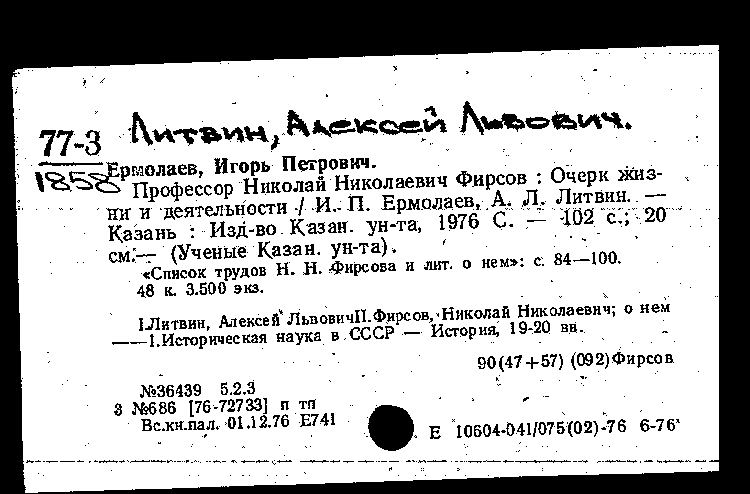 Литвин, Алексей Львович.
77-3
1858
Ермолаев, Игорь Петрович.
Профессор Николай Николаевич Фирсов : Очерк жиз-
ни и деятельности / И. П. Ермолаев, А. Л. Литвин. —
Казань : Изд-во Казан. ун-та, 1976 С. — 102 с.; 20
см.— (Ученые Казан. ун-та).
«Список трудов Н. Н. Фирсова и лит. о нем»: с. 84—100.
48 к. 3.500 экз.
I.Литвин, Алексей ЛьвовичII.Фирсов, Николай Николаевич; о нем
——1.Историческая наука в СССР — История, 19-20 вв.
90(47+57) (092)Фирсов
№36439 5.2.3
3 №686 [76-72733] п тп
Вс.кн.пал. 01.12.76 Е741
Е 10604-041/075(02)-76 6-76